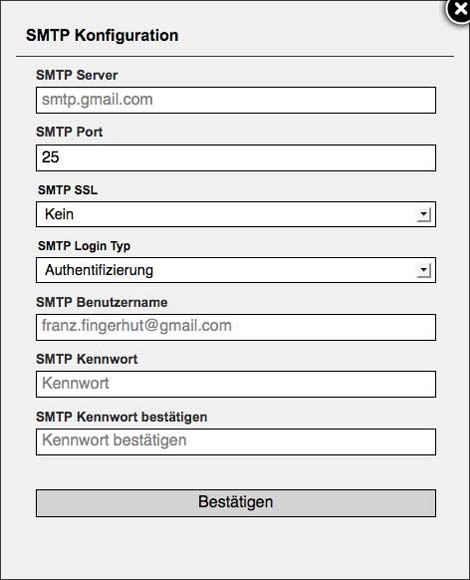 SMTP Konfiguration
SMTP Server
smtp.gmail.com
SMTP Port
25
SMTP SSL
Kein
SMTP Login Typ
Authentifizierung
SMTP Benutzername
franz.fingerhut@gmail.com
SMTP Kennwort
Kennwort
SMTP Kennwort bestätigen
Kennwort bestätigen
Bestätigen